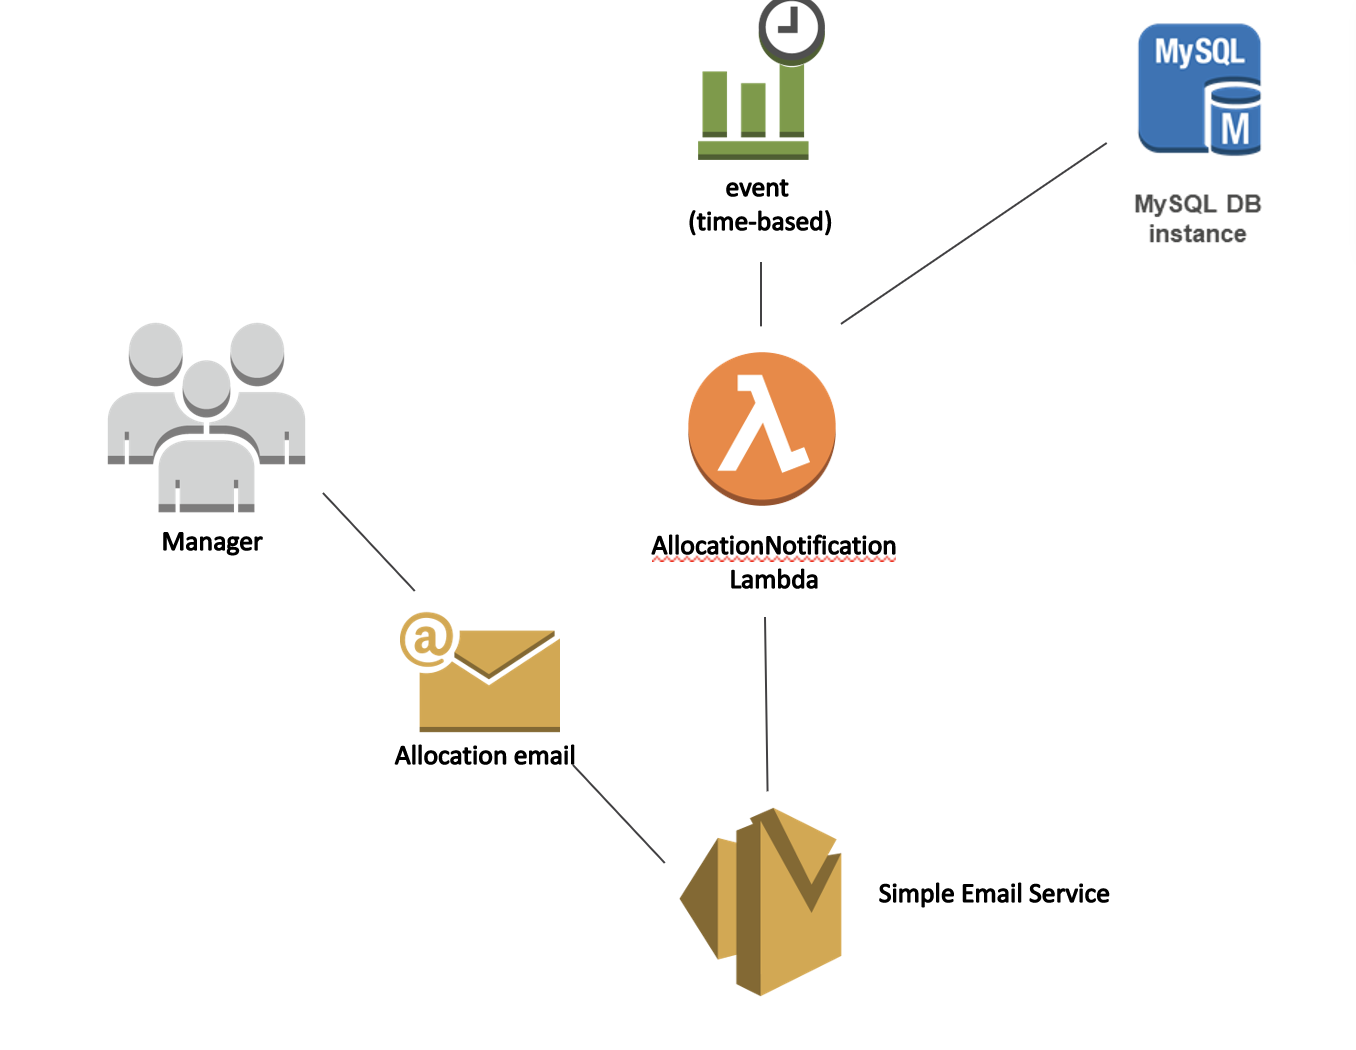 MySQL
M
event
(time-based)
MySQL DB
instance
Manager
AllocationNotification
Lambda
@
Allocation email
Simple Email Service